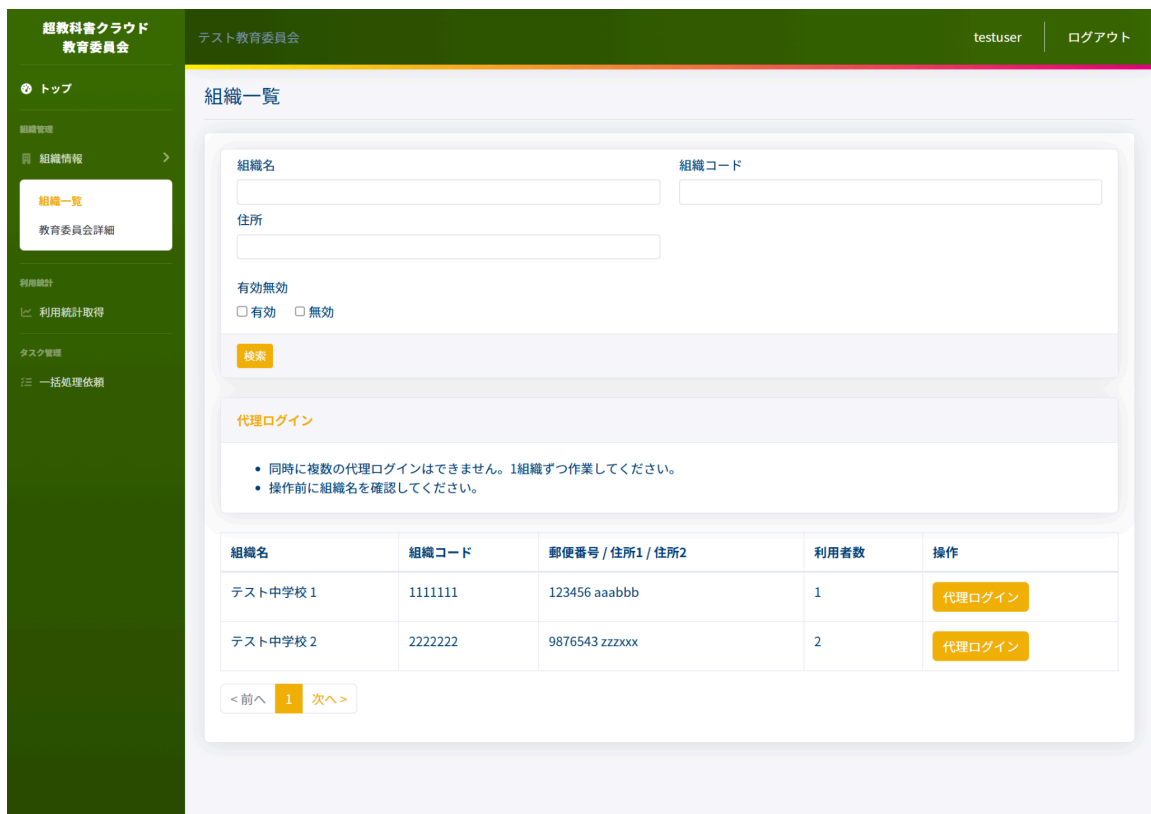 超教科書クラウド
教育委員会
テスト教育委員会
testuser
ログアウト
トップ
組織管理
組織情報
組織一覧
教育委員会詳細
利用統計
利用統計取得
タスク管理
一括処理依頼
組織一覧
組織名
組織コード
住所
有効無効
有効 無効
検索
代理ログイン
• 同時に複数の代理ログインはできません。1組織ずつ作業してください。
• 操作前に組織名を確認してください。
組織名 組織コード 郵便番号 / 住所1 / 住所2 利用者数 操作
テスト中学校 1 1111111 123456 aaabbb 1 代理ログイン
テスト中学校 2 2222222 9876543 zzzxxx 2 代理ログイン
< 前へ 1 次へ >